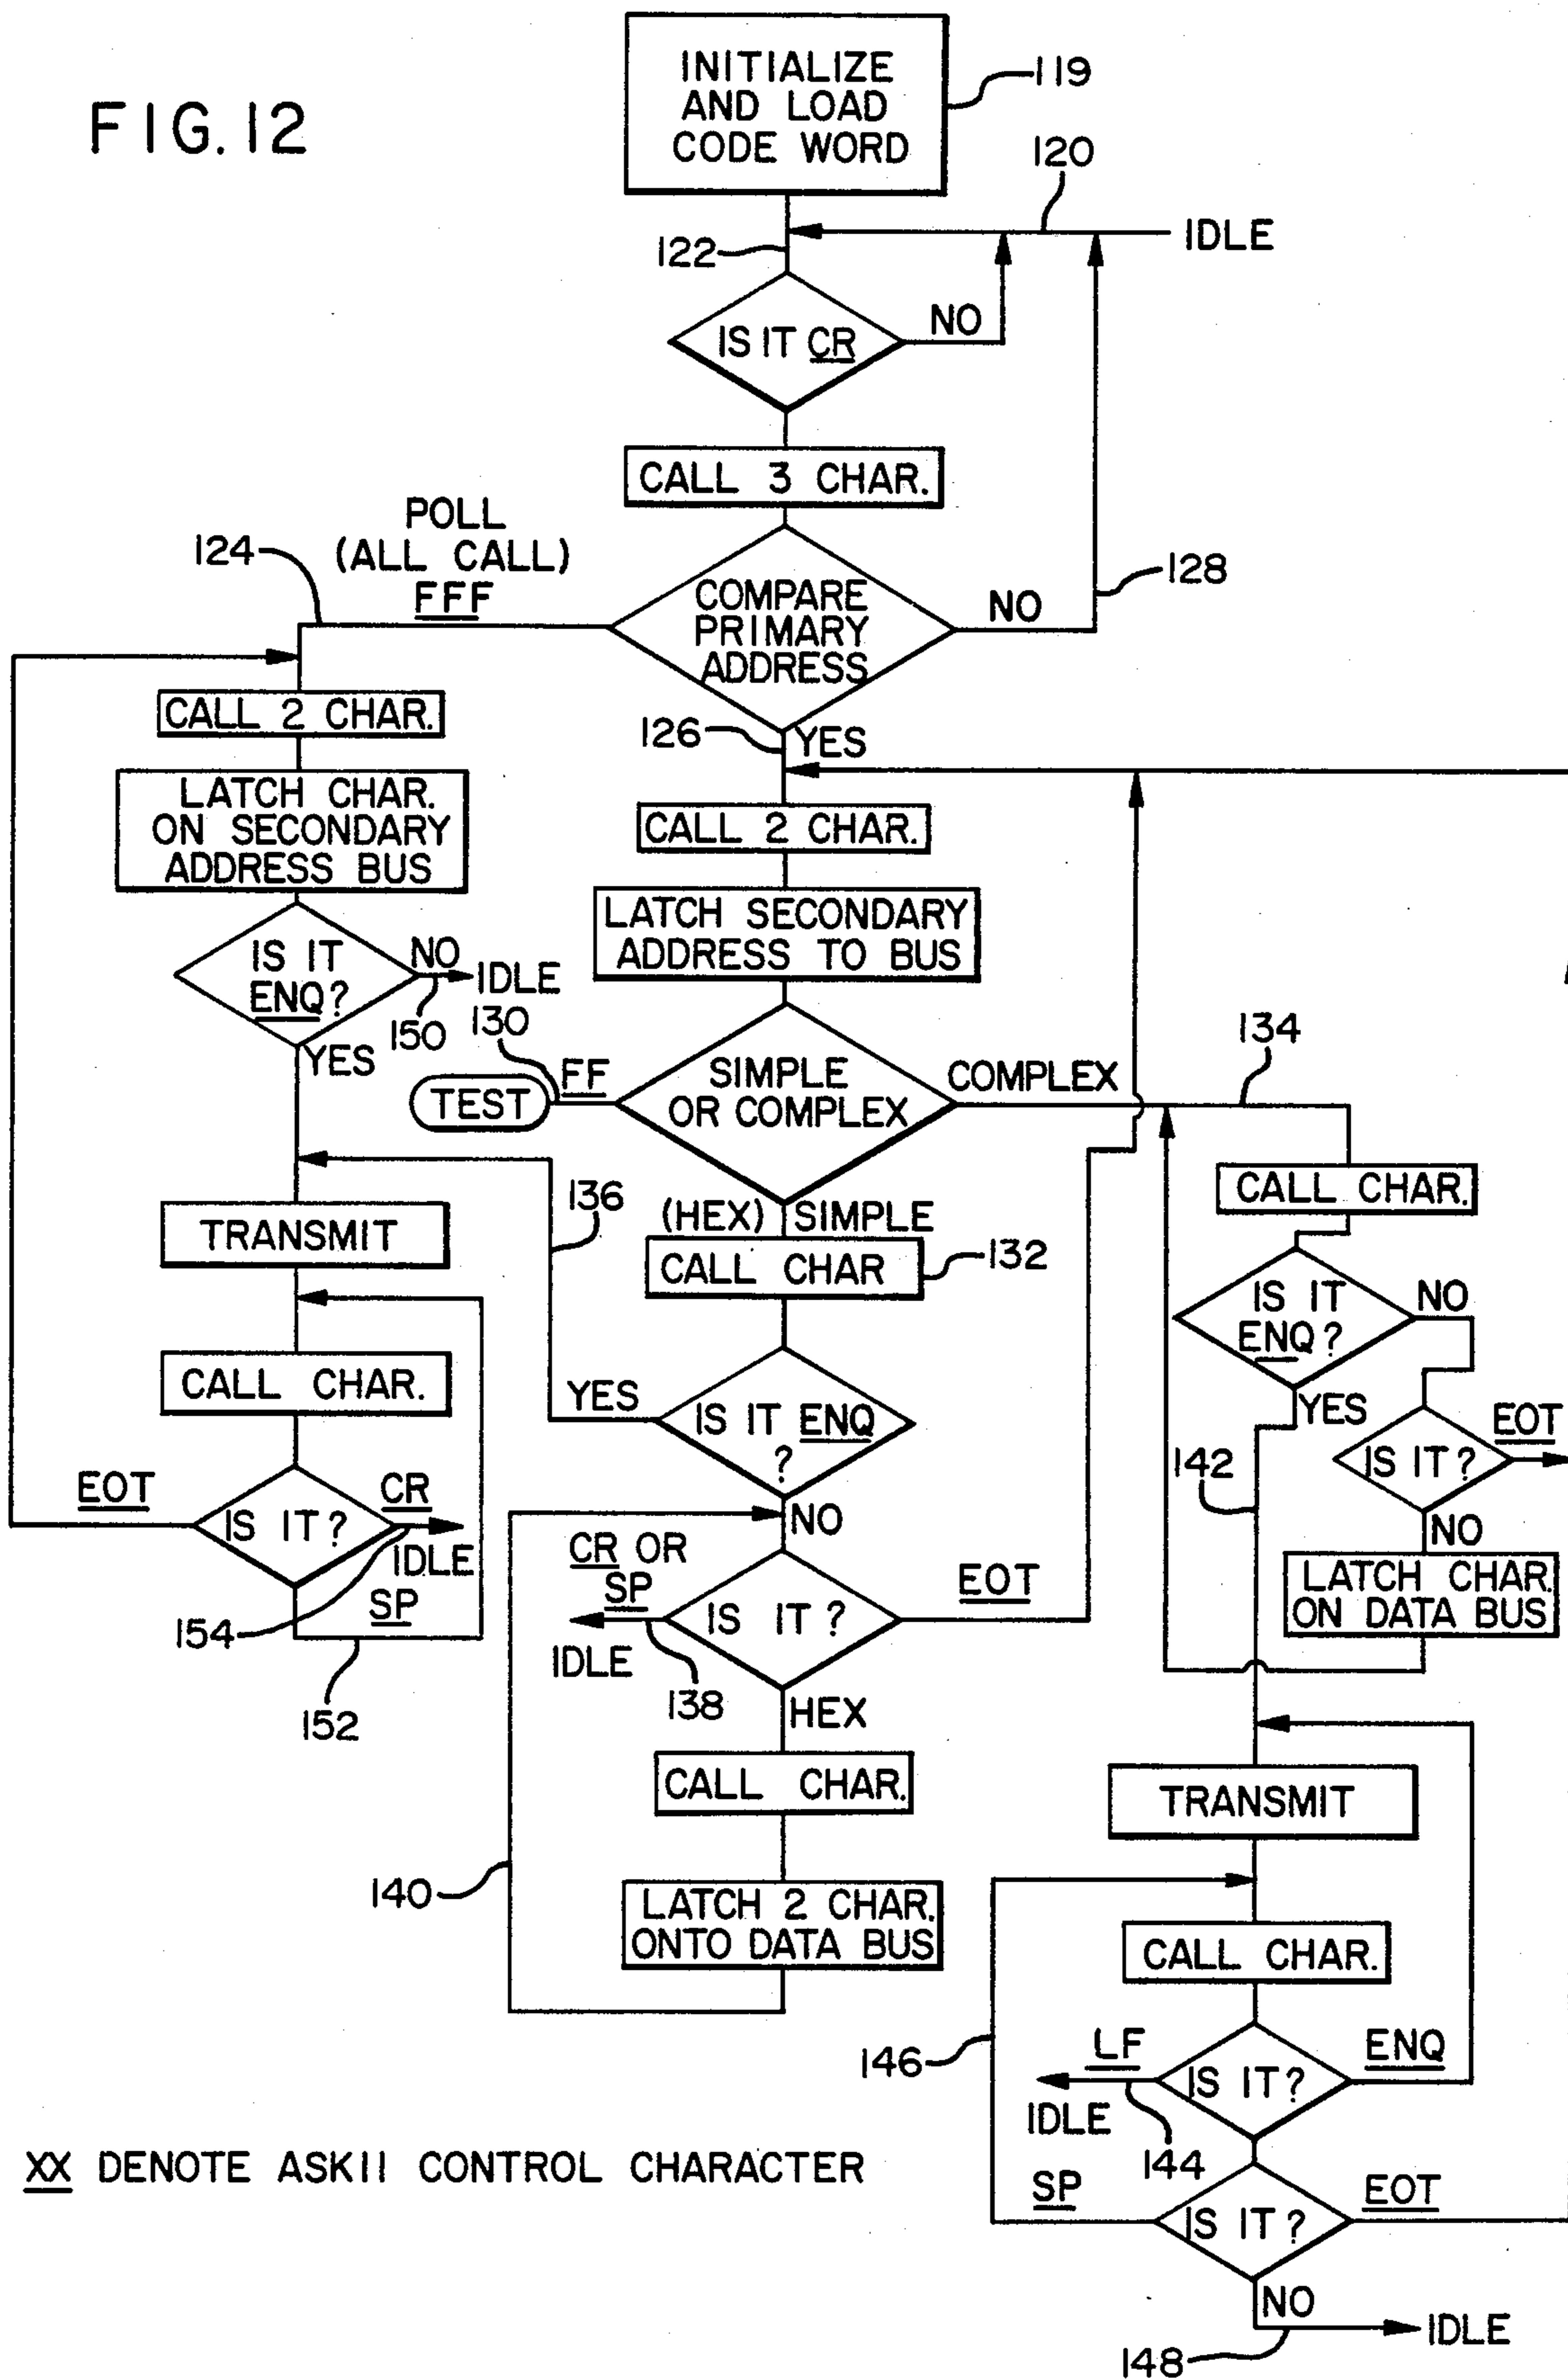 FIG. 12
INITIALIZE
AND LOAD
CODE WORD
119
120
IDLE
122
IS IT CR
NO
CALL 3 CHAR.
POLL
(ALL CALL)
FFF
124
COMPARE
PRIMARY
ADDRESS
NO
128
CALL 2 CHAR.
126
YES
LATCH CHAR.
ON SECONDARY
ADDRESS BUS
CALL 2 CHAR.
LATCH SECONDARY
ADDRESS TO BUS
IS IT
ENQ?
NO
IDLE
150
YES
130
FF
TEST
SIMPLE
OR COMPLEX
COMPLEX
134
CALL CHAR.
136
(HEX)
SIMPLE
TRANSMIT
CALL CHAR
132
IS IT
ENQ?
NO
YES
CALL CHAR.
YES
IS IT ENQ
?
NO
142
IS IT?
EOT
NO
LATCH CHAR.
ON DATA BUS
EOT
IS IT?
CR
IDLE
SP
154
152
CR OR
SP
IDLE
138
IS IT?
EOT
HEX
CALL CHAR.
140
LATCH 2 CHAR.
ONTO DATA BUS
TRANSMIT
CALL CHAR.
146
LF
IDLE
144
IS IT?
ENQ
SP
IS IT?
EOT
NO
IDLE
148
XX DENOTE ASKII CONTROL CHARACTER